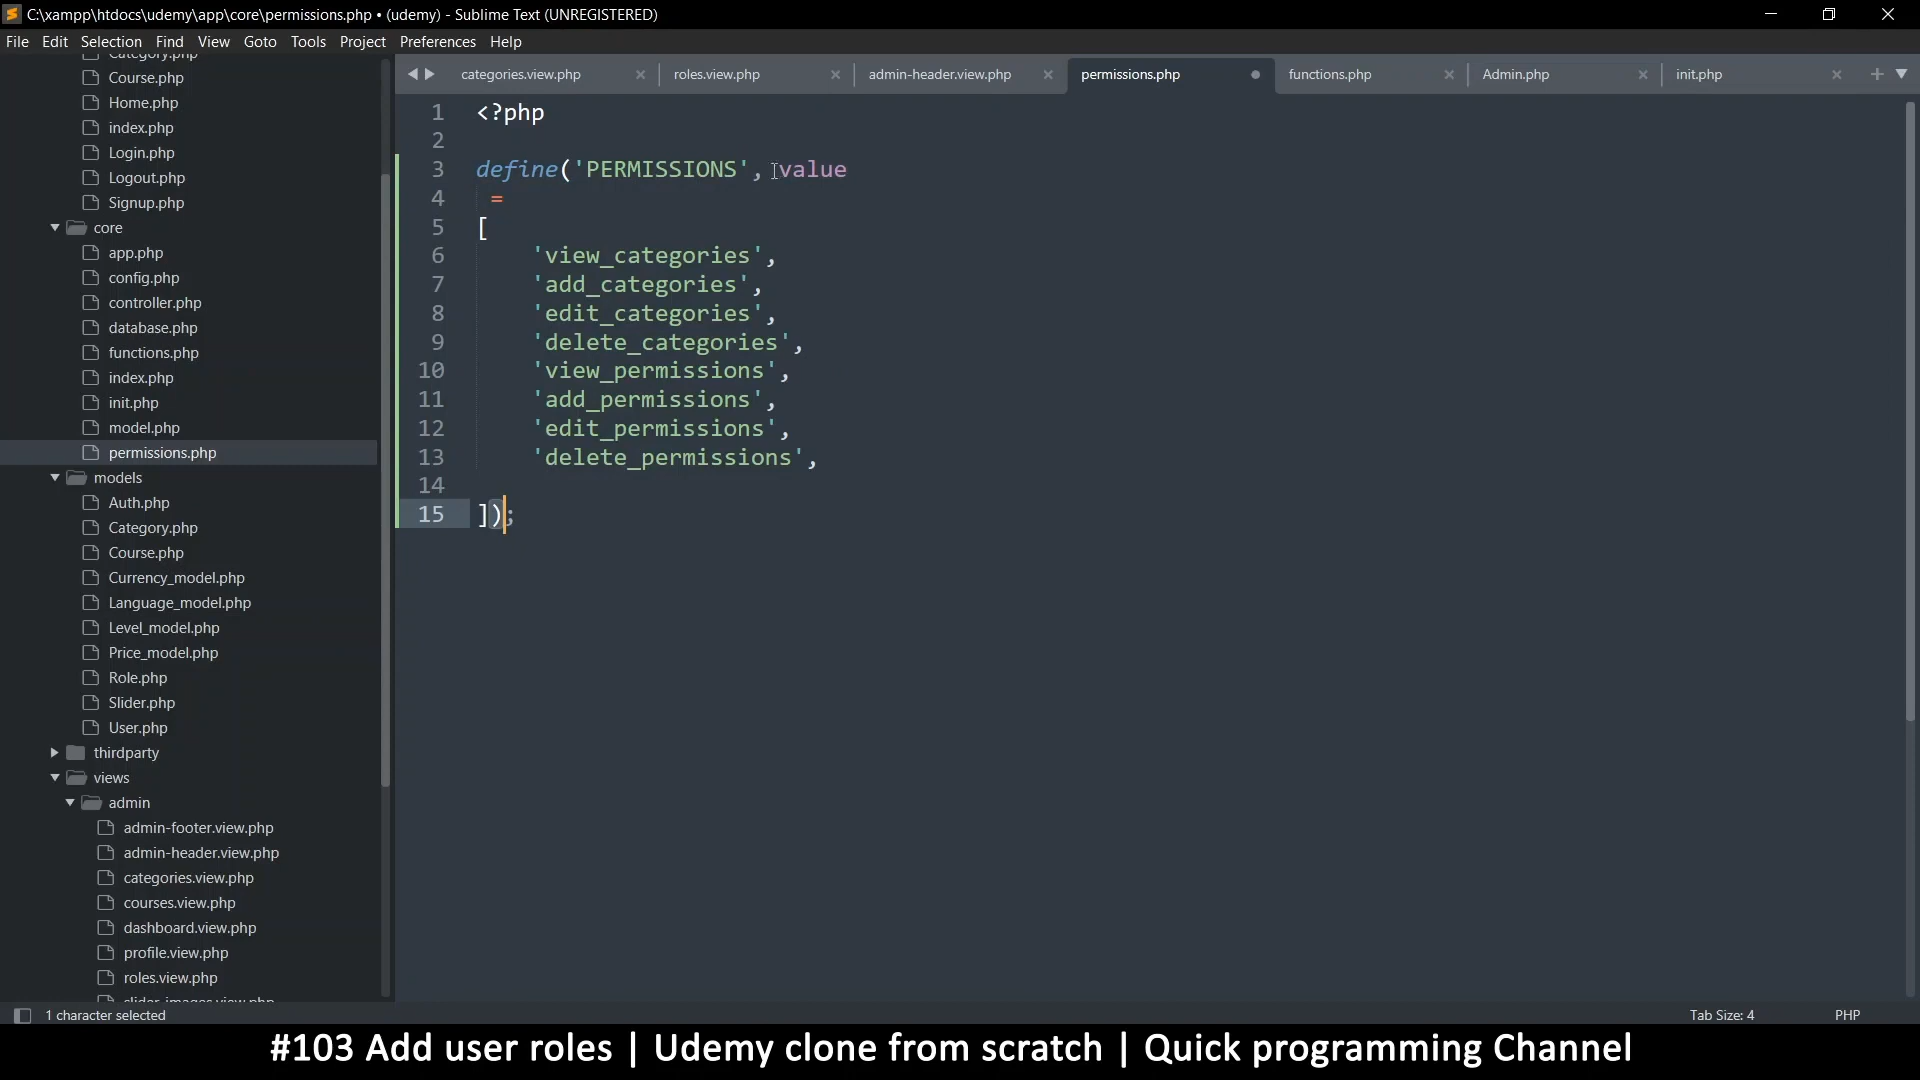 C:\xampp\htdocs\udemy\app\core\permissions.php • (udemy) - Sublime Text (UNREGISTERED)
File Edit Selection Find View Goto Tools Project Preferences Help
categories.view.php roles.view.php admin-header.view.php permissions.php functions.php Admin.php init.php
Category.php
Course.php
Home.php
index.php
Login.php
Logout.php
Signup.php
core
app.php
config.php
controller.php
database.php
functions.php
index.php
init.php
model.php
permissions.php
models
Auth.php
Category.php
Course.php
Currency_model.php
Language_model.php
Level_model.php
Price_model.php
Role.php
Slider.php
User.php
thirdparty
views
admin
admin-footer.view.php
admin-header.view.php
categories.view.php
courses.view.php
dashboard.view.php
profile.view.php
roles.view.php
slider-images.view.php
1 <?php
2
3 define('PERMISSIONS', value
4 =
5 [
6 'view_categories',
7 'add_categories',
8 'edit_categories',
9 'delete_categories',
10 'view_permissions',
11 'add_permissions',
12 'edit_permissions',
13 'delete_permissions',
14
15 ]);
1 character selected
Tab Size: 4 PHP
#103 Add user roles | Udemy clone from scratch | Quick programming Channel